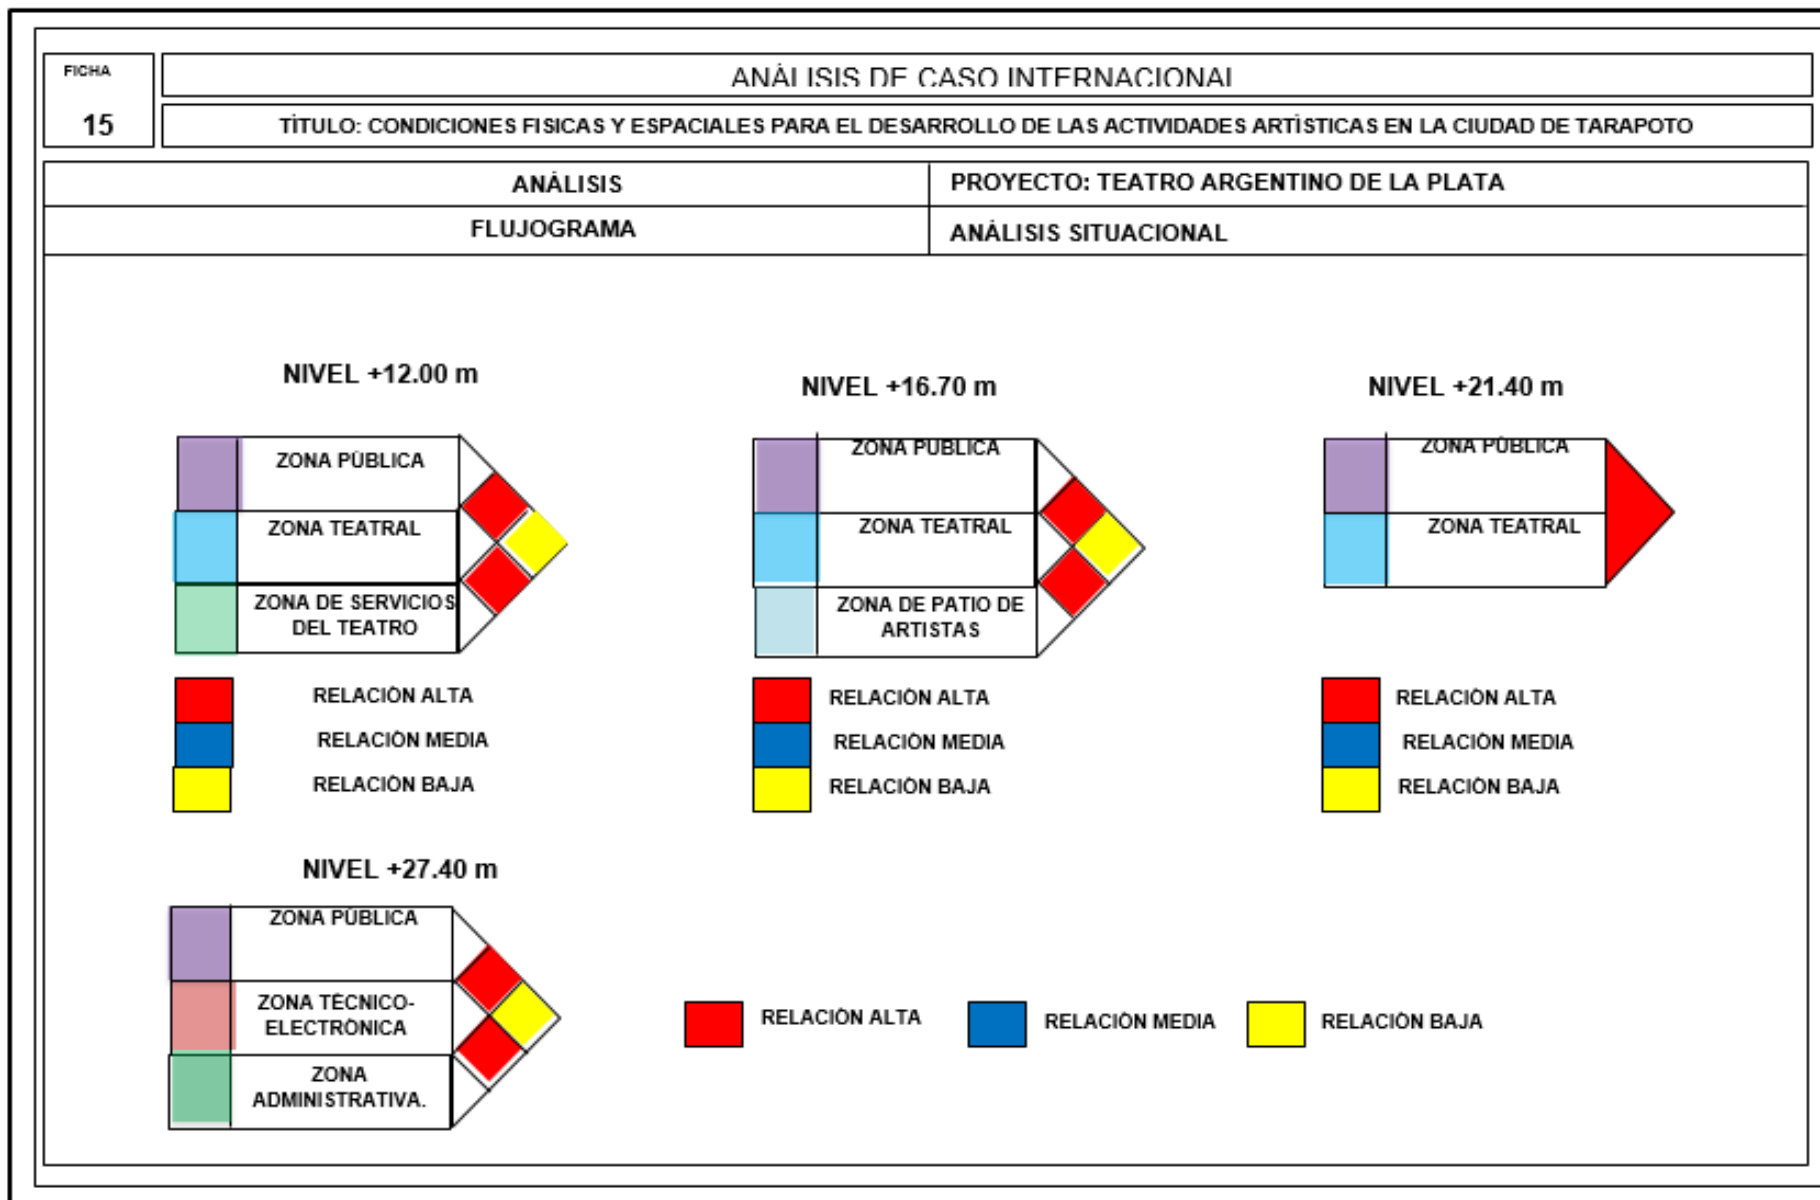 FICHA
15
ANÁLISIS DE CASO INTERNACIONAL
TÍTULO: CONDICIONES FISICAS Y ESPACIALES PARA EL DESARROLLO DE LAS ACTIVIDADES ARTÍSTICAS EN LA CIUDAD DE TARAPOTO
ANÁLISIS
PROYECTO: TEATRO ARGENTINO DE LA PLATA
FLUJOGRAMA
ANÁLISIS SITUACIONAL
NIVEL +12.00 m
ZONA PÚBLICA
ZONA TEATRAL
ZONA DE SERVICIOS
DEL TEATRO
RELACIÓN ALTA
RELACIÓN MEDIA
RELACIÓN BAJA
NIVEL +16.70 m
ZONA PÚBLICA
ZONA TEATRAL
ZONA DE PATIO DE
ARTISTAS
RELACIÓN ALTA
RELACIÓN MEDIA
RELACIÓN BAJA
NIVEL +21.40 m
ZONA PÚBLICA
ZONA TEATRAL
RELACIÓN ALTA
RELACIÓN MEDIA
RELACIÓN BAJA
NIVEL +27.40 m
ZONA PÚBLICA
ZONA TÉCNICO-
ELECTRÓNICA
ZONA
ADMINISTRATIVA.
RELACIÓN ALTA
RELACIÓN MEDIA
RELACIÓN BAJA